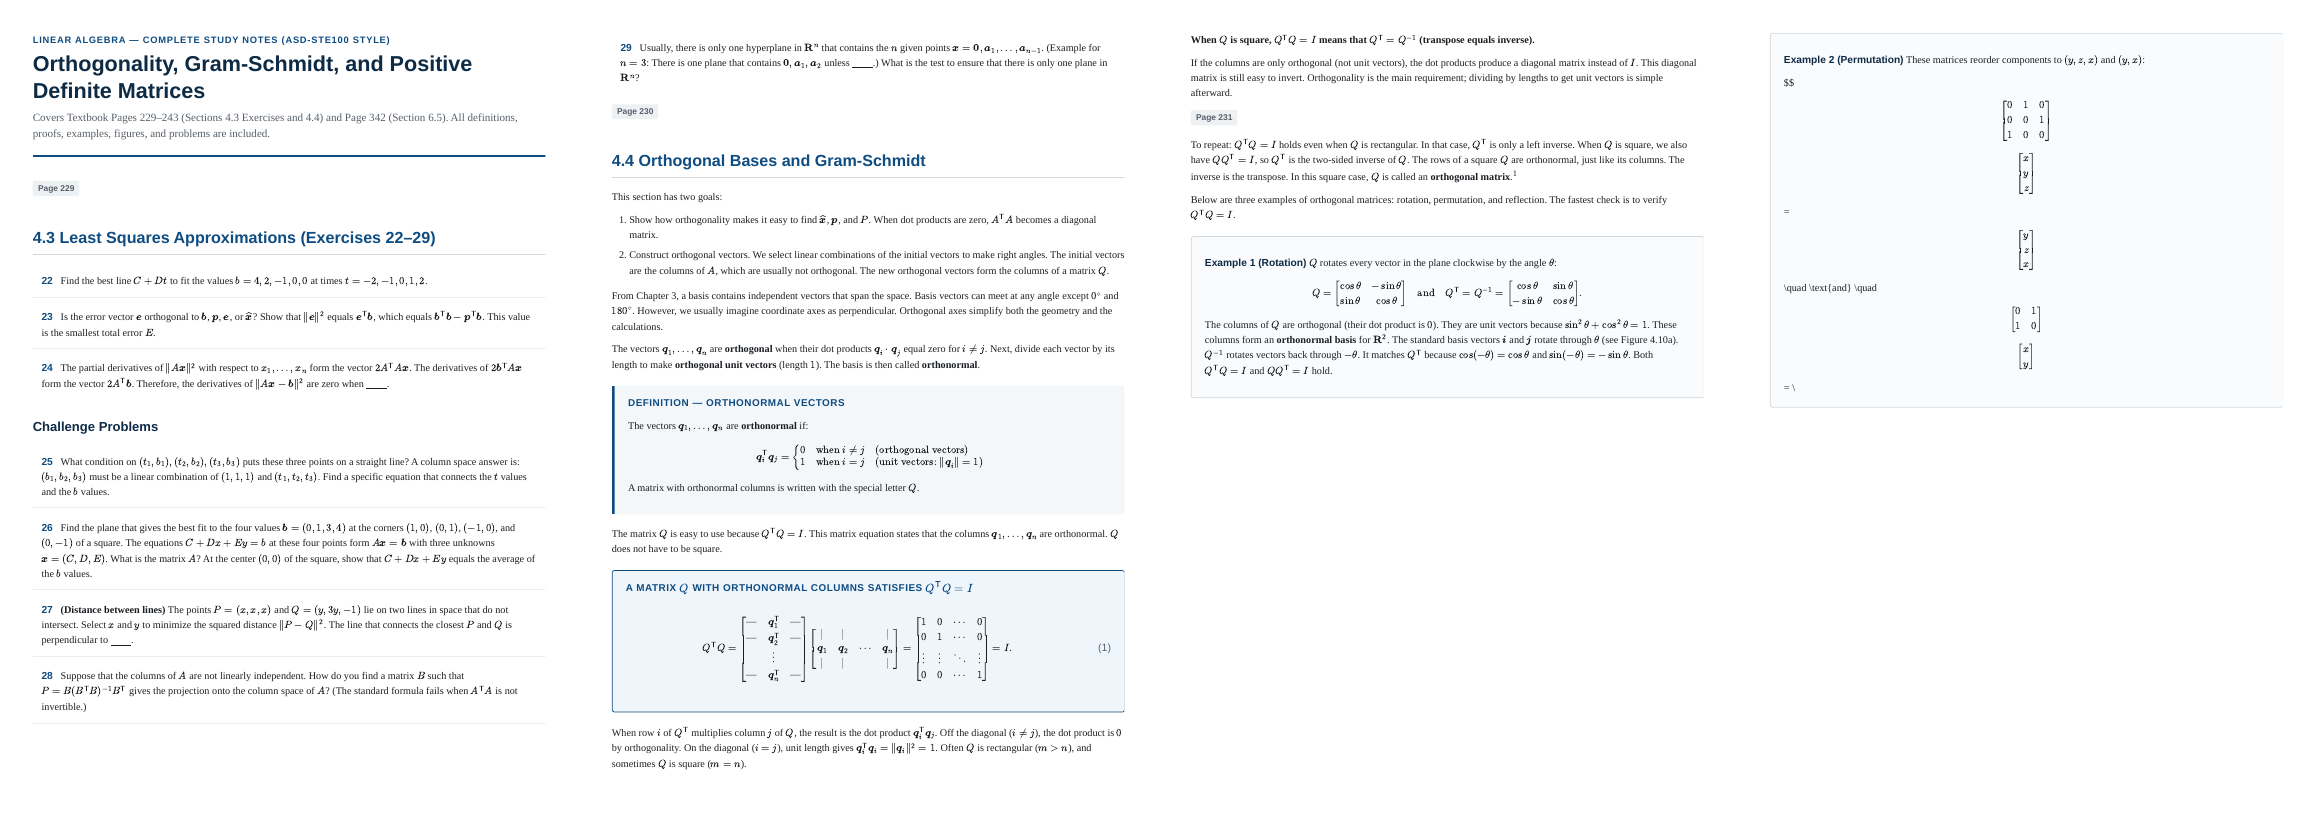 LINEAR ALGEBRA — COMPLETE STUDY NOTES (ASD-STE100 STYLE)
Orthogonality, Gram-Schmidt, and Positive
Definite Matrices
Covers Textbook Pages 229–243 (Sections 4.3 Exercises and 4.4) and Page 342 (Section 6.5). All definitions,
proofs, examples, figures, and problems are included.
Page 229
4.3 Least Squares Approximations (Exercises 22–29)
22 Find the best line C + Dt to fit the values b = 4, 2, −1, 0, 0 at times t = −2, −1, 0, 1, 2.
23 Is the error vector e orthogonal to b, p, e, or x̂? Show that ‖e‖² equals eᵀb, which equals bᵀb − pᵀb. This value
is the smallest total error E.
24 The partial derivatives of ‖Ax‖² with respect to x₁, . . . , xₙ form the vector 2AᵀAx. The derivatives of 2bᵀAx
form the vector 2Aᵀb. Therefore, the derivatives of ‖Ax − b‖² are zero when ____.
Challenge Problems
25 What condition on (t₁, b₁), (t₂, b₂), (t₃, b₃) puts these three points on a straight line? A column space answer is:
(b₁, b₂, b₃) must be a linear combination of (1, 1, 1) and (t₁, t₂, t₃). Find a specific equation that connects the t values
and the b values.
26 Find the plane that gives the best fit to the four values b = (0, 1, 3, 4) at the corners (1, 0), (0, 1), (−1, 0), and
(0, −1) of a square. The equations C + Dx + Ey = b at these four points form Ax = b with three unknowns
x = (C, D, E). What is the matrix A? At the center (0, 0) of the square, show that C + Dx + Ey equals the average of
the b values.
27 (Distance between lines) The points P = (x, x, x) and Q = (y, 3y, −1) lie on two lines in space that do not
intersect. Select x and y to minimize the squared distance ‖P − Q‖². The line that connects the closest P and Q is
perpendicular to ____.
28 Suppose that the columns of A are not linearly independent. How do you find a matrix B such that
P = B(BᵀB)⁻¹Bᵀ gives the projection onto the column space of A? (The standard formula fails when AᵀA is not
invertible.)
29 Usually, there is only one hyperplane in Rⁿ that contains the n given points x = 0, a₁, . . . , aₙ₋₁. (Example for
n = 3: There is one plane that contains 0, a₁, a₂ unless ____.) What is the test to ensure that there is only one plane in
Rⁿ?
Page 230
4.4 Orthogonal Bases and Gram-Schmidt
This section has two goals:
1. Show how orthogonality makes it easy to find x̂, p, and P. When dot products are zero, AᵀA becomes a diagonal
matrix.
2. Construct orthogonal vectors. We select linear combinations of the initial vectors to make right angles. The initial vectors
are the columns of A, which are usually not orthogonal. The new orthogonal vectors form the columns of a matrix Q.
From Chapter 3, a basis contains independent vectors that span the space. Basis vectors can meet at any angle except 0° and
180°. However, we usually imagine coordinate axes as perpendicular. Orthogonal axes simplify both the geometry and the
calculations.
The vectors q₁, . . . , qₙ are orthogonal when their dot products qᵢ · qⱼ equal zero for i ≠ j. Next, divide each vector by its
length to make orthogonal unit vectors (length 1). The basis is then called orthonormal.
DEFINITION — ORTHONORMAL VECTORS
The vectors q₁, . . . , qₙ are orthonormal if:
qᵢᵀqⱼ = { 0 when i ≠ j (orthogonal vectors)
1 when i = j (unit vectors: ‖qᵢ‖ = 1)
A matrix with orthonormal columns is written with the special letter Q.
The matrix Q is easy to use because QᵀQ = I. This matrix equation states that the columns q₁, . . . , qₙ are orthonormal. Q
does not have to be square.
A MATRIX Q WITH ORTHONORMAL COLUMNS SATISFIES QᵀQ = I
QᵀQ = [— q₁ᵀ —; — q₂ᵀ —; ⋮; — qₙᵀ —] [| | |; q₁ q₂ ⋯ qₙ; | | |] = [1 0 ⋯ 0; 0 1 ⋯ 0; ⋮ ⋮ ⋱ ⋮; 0 0 ⋯ 1] = I. (1)
When row i of Qᵀ multiplies column j of Q, the result is the dot product qᵢᵀqⱼ. Off the diagonal (i ≠ j), the dot product is 0
by orthogonality. On the diagonal (i = j), unit length gives qᵢᵀqᵢ = ‖qᵢ‖² = 1. Often Q is rectangular (m > n), and
sometimes Q is square (m = n).
When Q is square, QᵀQ = I means that Qᵀ = Q⁻¹ (transpose equals inverse).
If the columns are only orthogonal (not unit vectors), the dot products produce a diagonal matrix instead of I. This diagonal
matrix is still easy to invert. Orthogonality is the main requirement; dividing by lengths to get unit vectors is simple
afterward.
Page 231
To repeat: QᵀQ = I holds even when Q is rectangular. In that case, Qᵀ is only a left inverse. When Q is square, we also
have QQᵀ = I, so Qᵀ is the two-sided inverse of Q. The rows of a square Q are orthonormal, just like its columns. The
inverse is the transpose. In this square case, Q is called an orthogonal matrix.¹
Below are three examples of orthogonal matrices: rotation, permutation, and reflection. The fastest check is to verify
QᵀQ = I.
Example 1 (Rotation) Q rotates every vector in the plane clockwise by the angle θ:
Q = [cos θ − sin θ; sin θ cos θ] and Qᵀ = Q⁻¹ = [cos θ sin θ; − sin θ cos θ].
The columns of Q are orthogonal (their dot product is 0). They are unit vectors because sin² θ + cos² θ = 1. These
columns form an orthonormal basis for R². The standard basis vectors i and j rotate through θ (see Figure 4.10a).
Q⁻¹ rotates vectors back through −θ. It matches Qᵀ because cos(−θ) = cos θ and sin(−θ) = − sin θ. Both
QᵀQ = I and QQᵀ = I hold.
Example 2 (Permutation) These matrices reorder components to (y, z, x) and (y, x):
$$
[0 1 0
0 0 1
1 0 0]
[x
y
z]
=
[y
z
x]
\quad \text{and} \quad
[0 1
1 0]
[x
y]
= \